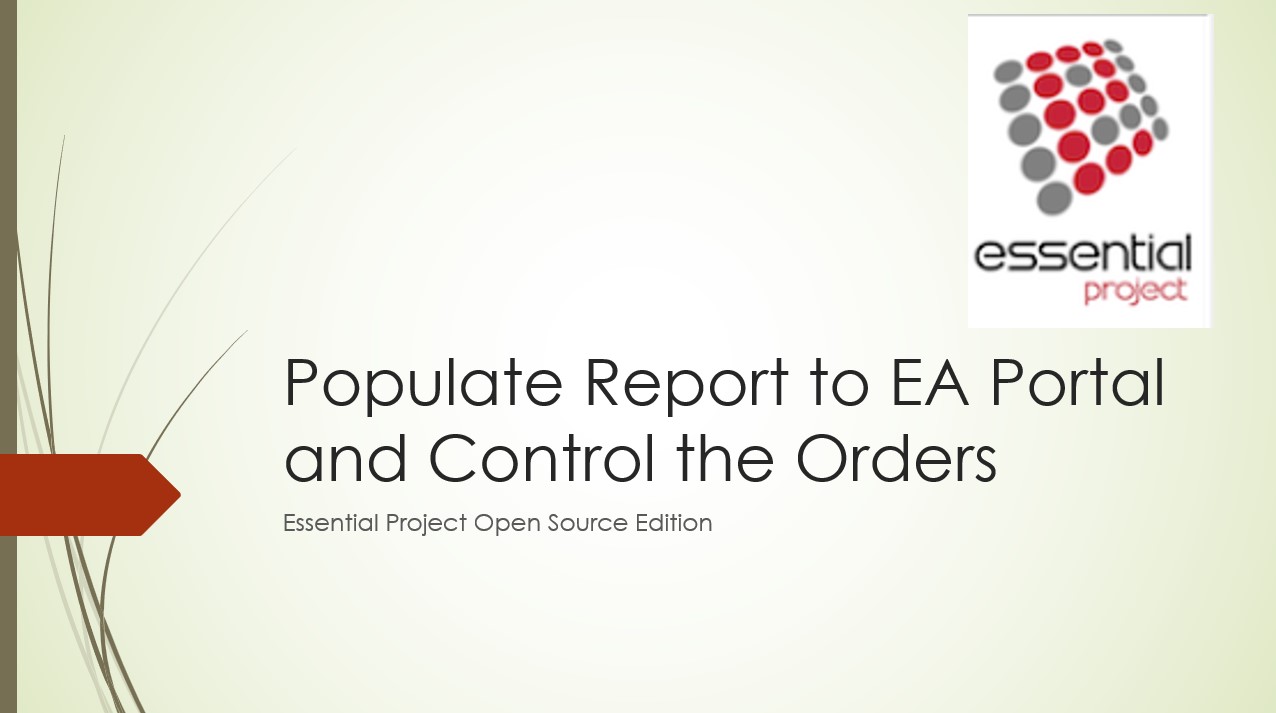 essential
project
Populate Report to EA Portal
and Control the Orders
Essential Project Open Source Edition